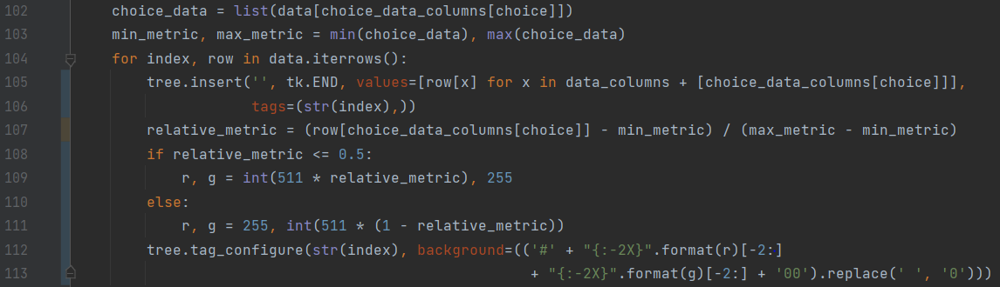 102 choice_data = list(data[choice_data_columns[choice]])
103 min_metric, max_metric = min(choice_data), max(choice_data)
104 for index, row in data.iterrows():
105 tree.insert('', tk.END, values=[row[x] for x in data_columns + [choice_data_columns[choice]]],
106 tags=(str(index),))
107 relative_metric = (row[choice_data_columns[choice]] - min_metric) / (max_metric - min_metric)
108 if relative_metric <= 0.5:
109 r, g = int(511 * relative_metric), 255
110 else:
111 r, g = 255, int(511 * (1 - relative_metric))
112 tree.tag_configure(str(index), background=(('#' + "{:-2X}".format(r)[-2:]
113 + "{:-2X}".format(g)[-2:] + '00').replace(' ', '0')))